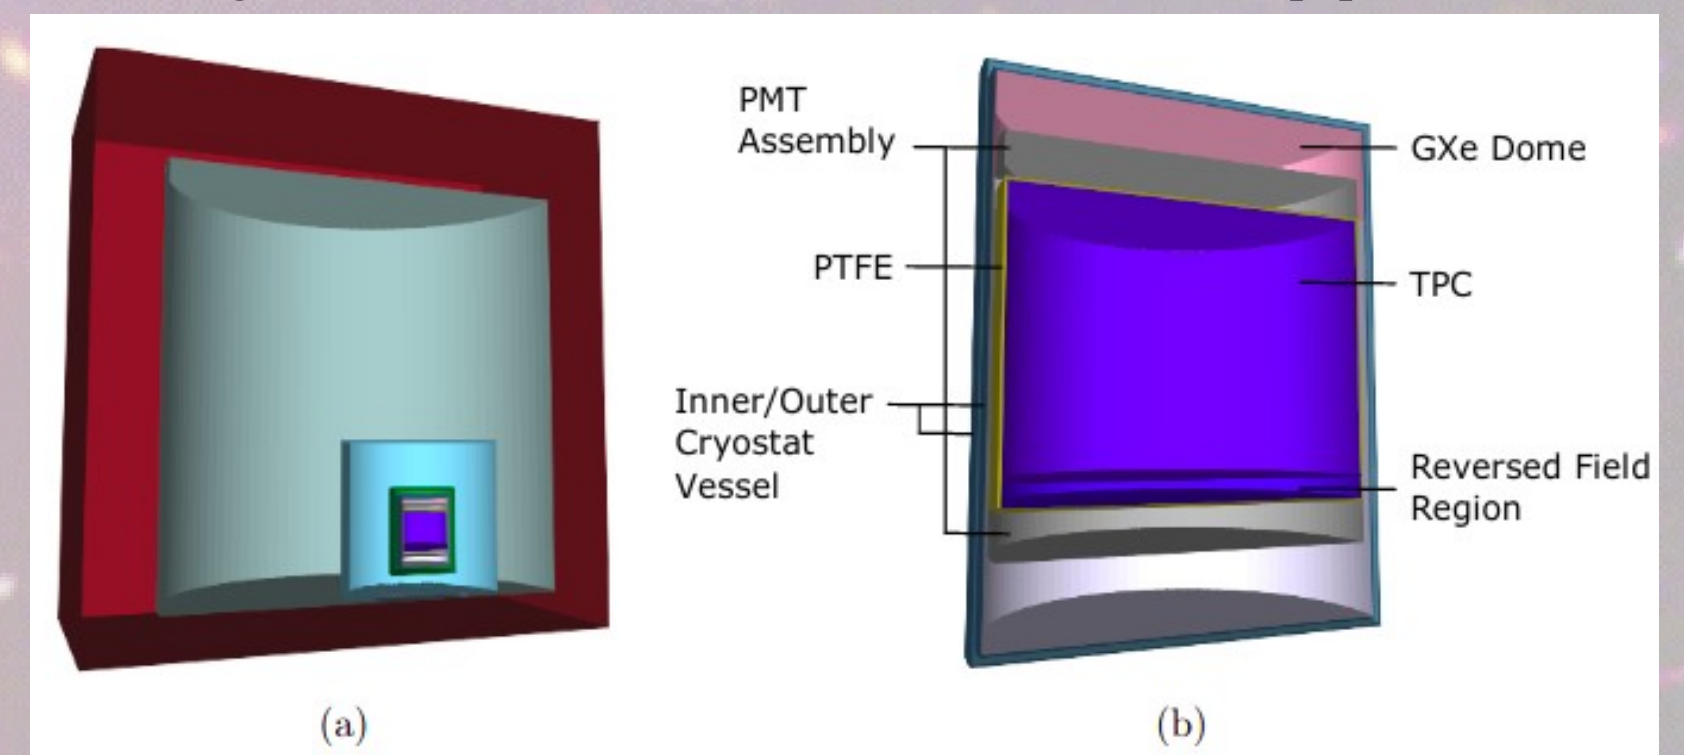 PMT
Assembly
GXe Dome
PTFE
TPC
Inner/Outer
Cryostat
Vessel
Reversed Field
Region
(a)
(b)